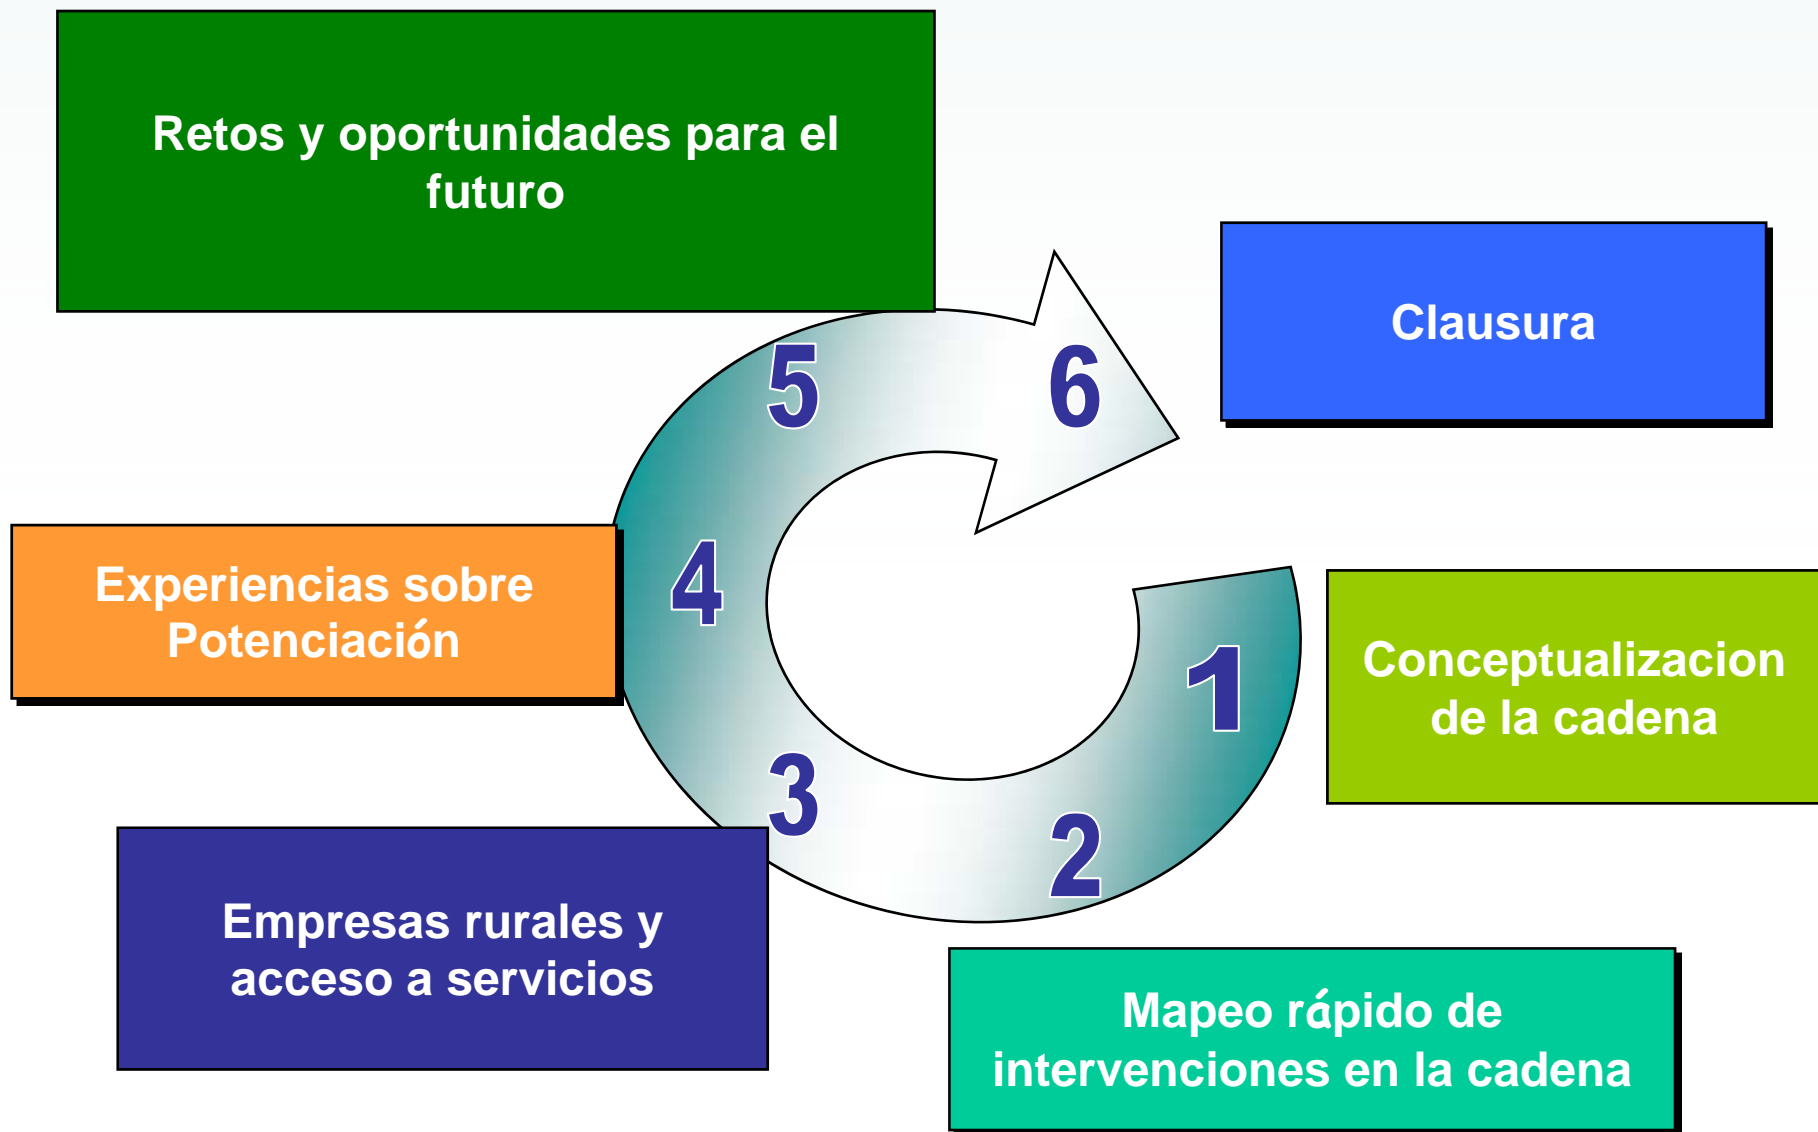 Retos y oportunidades para el
futuro
Clausura
5
6
Experiencias sobre
Potenciación
4
1
Conceptualizacion
de la cadena
3
2
Empresas rurales y
acceso a servicios
Mapeo rápido de
intervenciones en la cadena